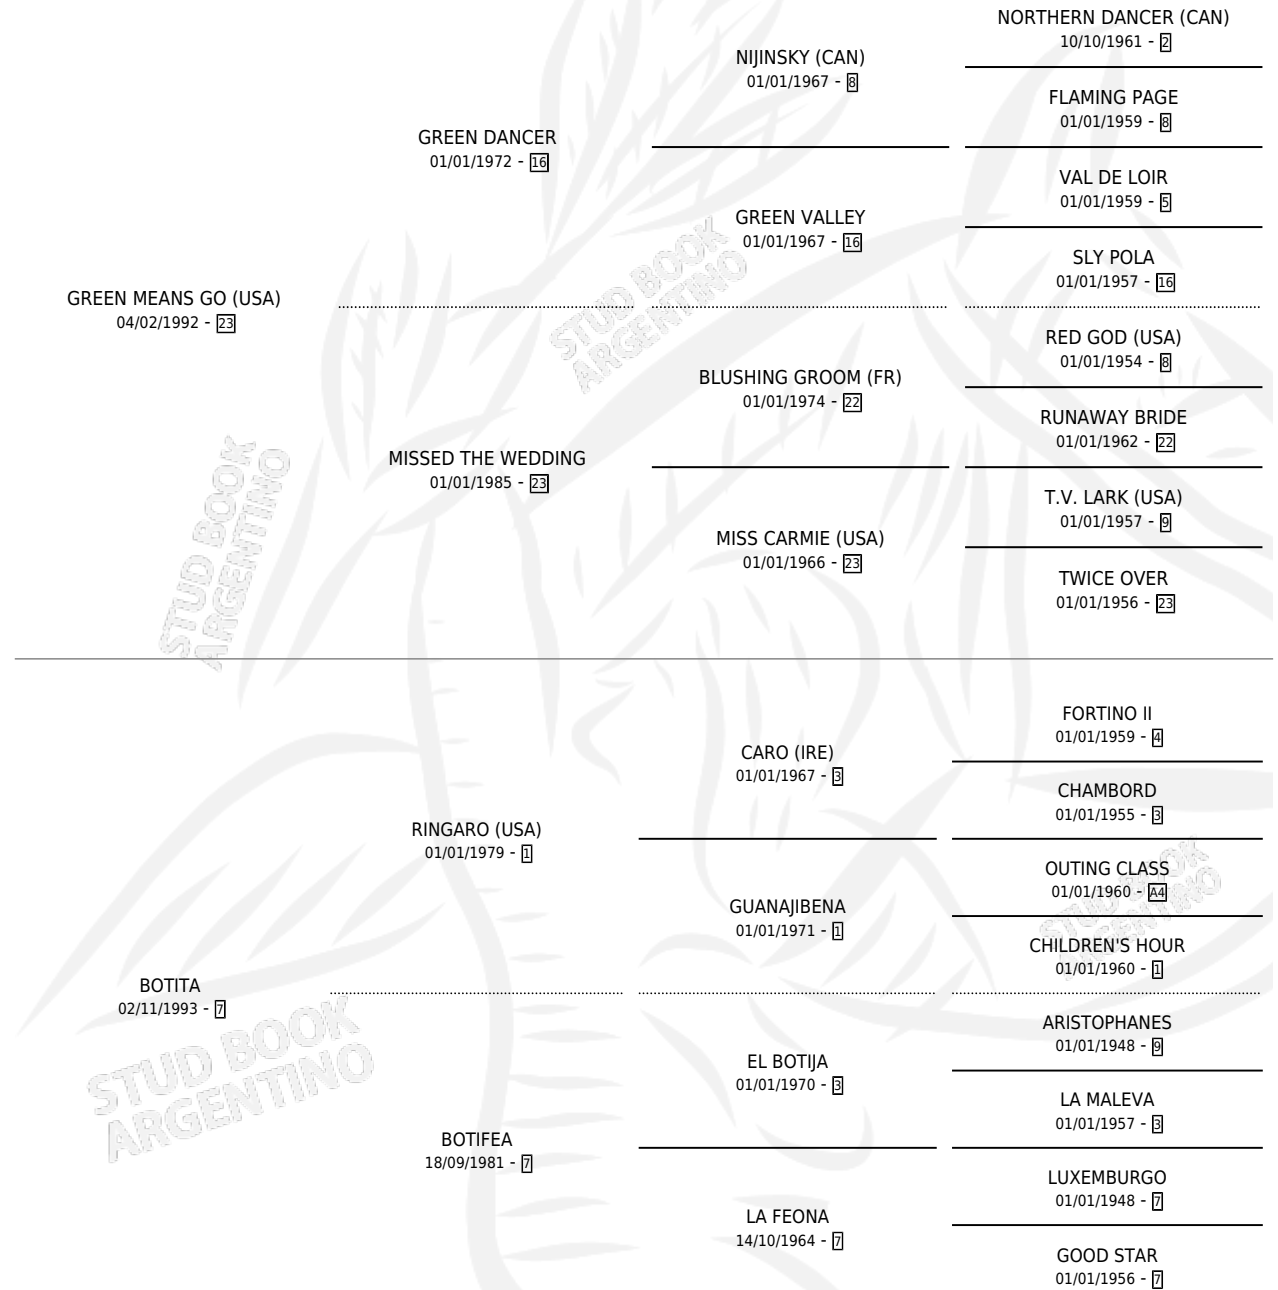 NORTHERN DANCER (CAN)
10/10/1961 - 2
NIJINSKY (CAN)
01/01/1967 - 8
FLAMING PAGE
01/01/1959 - 8
GREEN DANCER
01/01/1972 - 16
VAL DE LOIR
01/01/1959 - 5
GREEN VALLEY
01/01/1967 - 16
SLY POLA
01/01/1957 - 16
GREEN MEANS GO (USA)
04/02/1992 - 23
STUD BOOK
ARGENTINO
RED GOD (USA)
01/01/1954 - 8
BLUSHING GROOM (FR)
01/01/1974 - 22
RUNAWAY BRIDE
01/01/1962 - 22
MISSED THE WEDDING
01/01/1985 - 23
T.V. LARK (USA)
01/01/1957 - 9
MISS CARMIE (USA)
01/01/1966 - 23
TWICE OVER
01/01/1956 - 23
STUD BOOK
ARGENTINO
FORTINO II
01/01/1959 - 4
CARO (IRE)
01/01/1967 - 3
CHAMBORD
01/01/1955 - 3
RINGARO (USA)
01/01/1979 - 1
OUTING CLASS
01/01/1960 - A4
STUD BOOK
ARGENTINO
GUANAJIBENA
01/01/1971 - 1
CHILDREN'S HOUR
01/01/1960 - 1
BOTITA
02/11/1993 - 7
STUD BOOK
ARGENTINO
ARISTOPHANES
01/01/1948 - 9
EL BOTIJA
01/01/1970 - 3
LA MALEVA
01/01/1957 - 3
BOTIFEA
18/09/1981 - 7
LUXEMBURGO
01/01/1948 - 7
LA FEONA
14/10/1964 - 7
GOOD STAR
01/01/1956 - 7